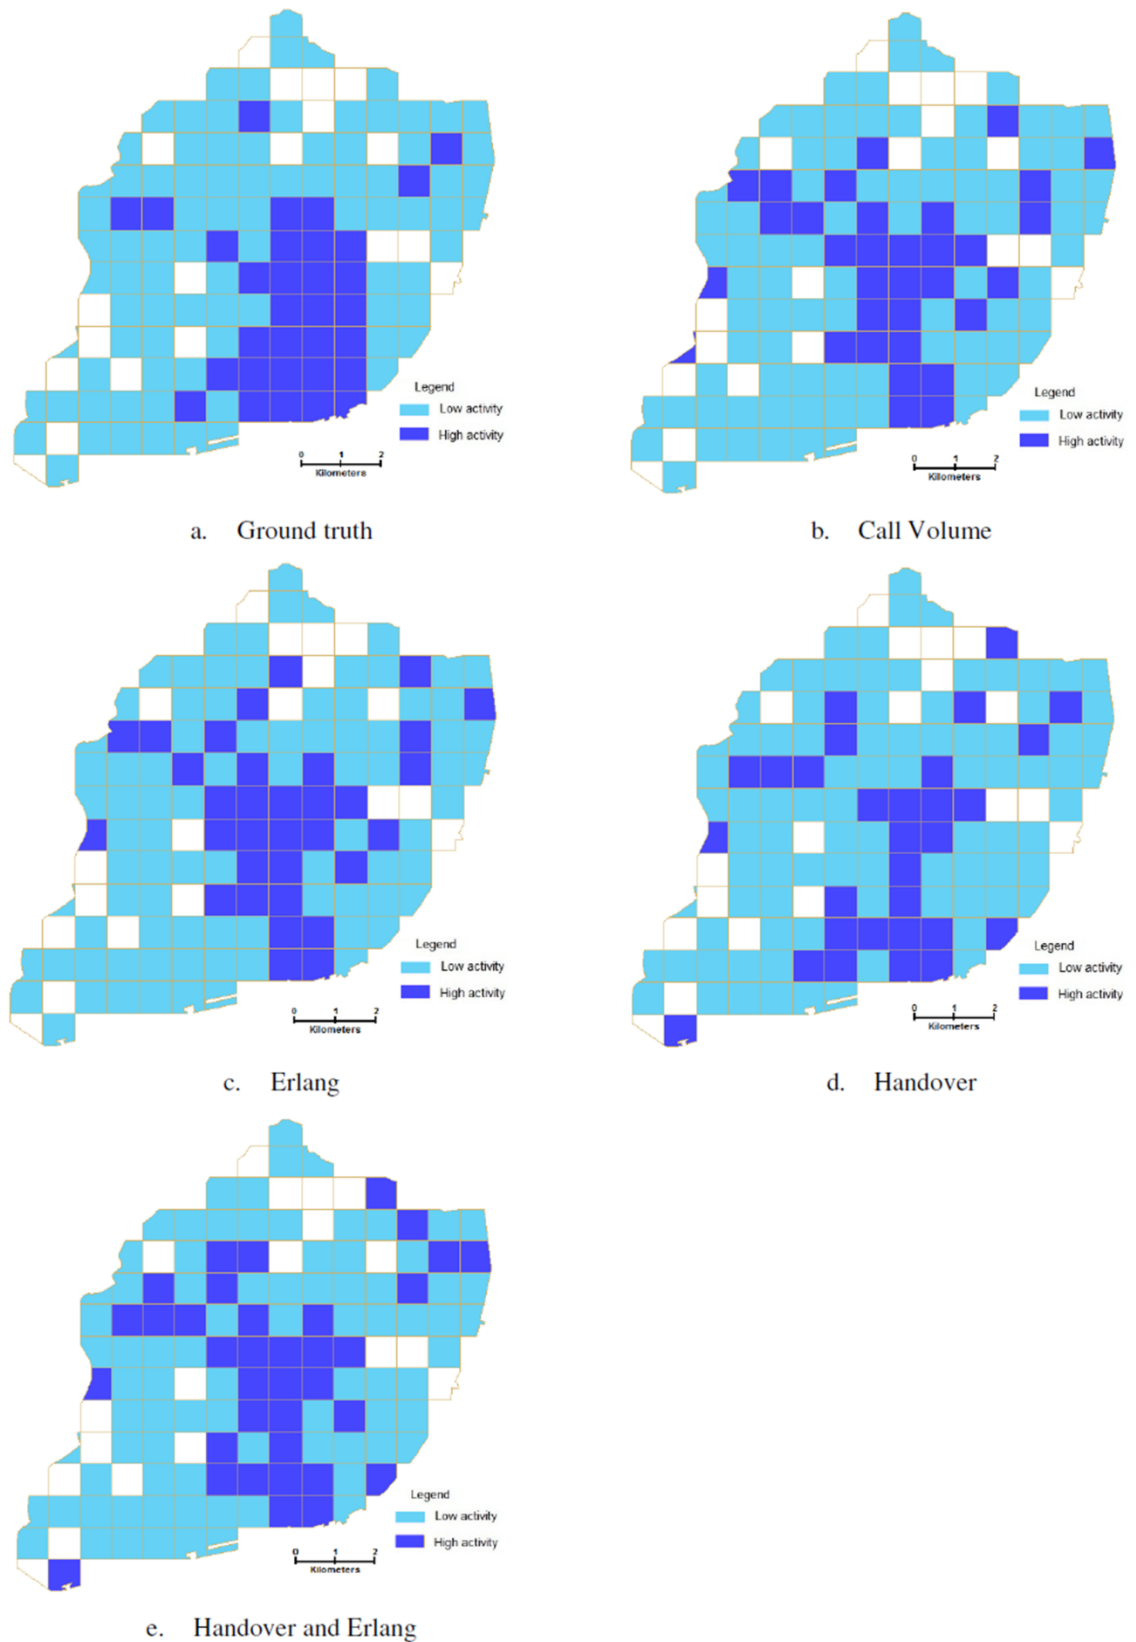 Legend
Low activity
High activity
0 1 2
Kilometers
a. Ground truth
Legend
Low activity
High activity
0 1 2
Kilometers
b. Call Volume
Legend
Low activity
High activity
0 1 2
Kilometers
c. Erlang
Legend
Low activity
High activity
0 1 2
Kilometers
d. Handover
Legend
Low activity
High activity
0 1 2
Kilometers
e. Handover and Erlang